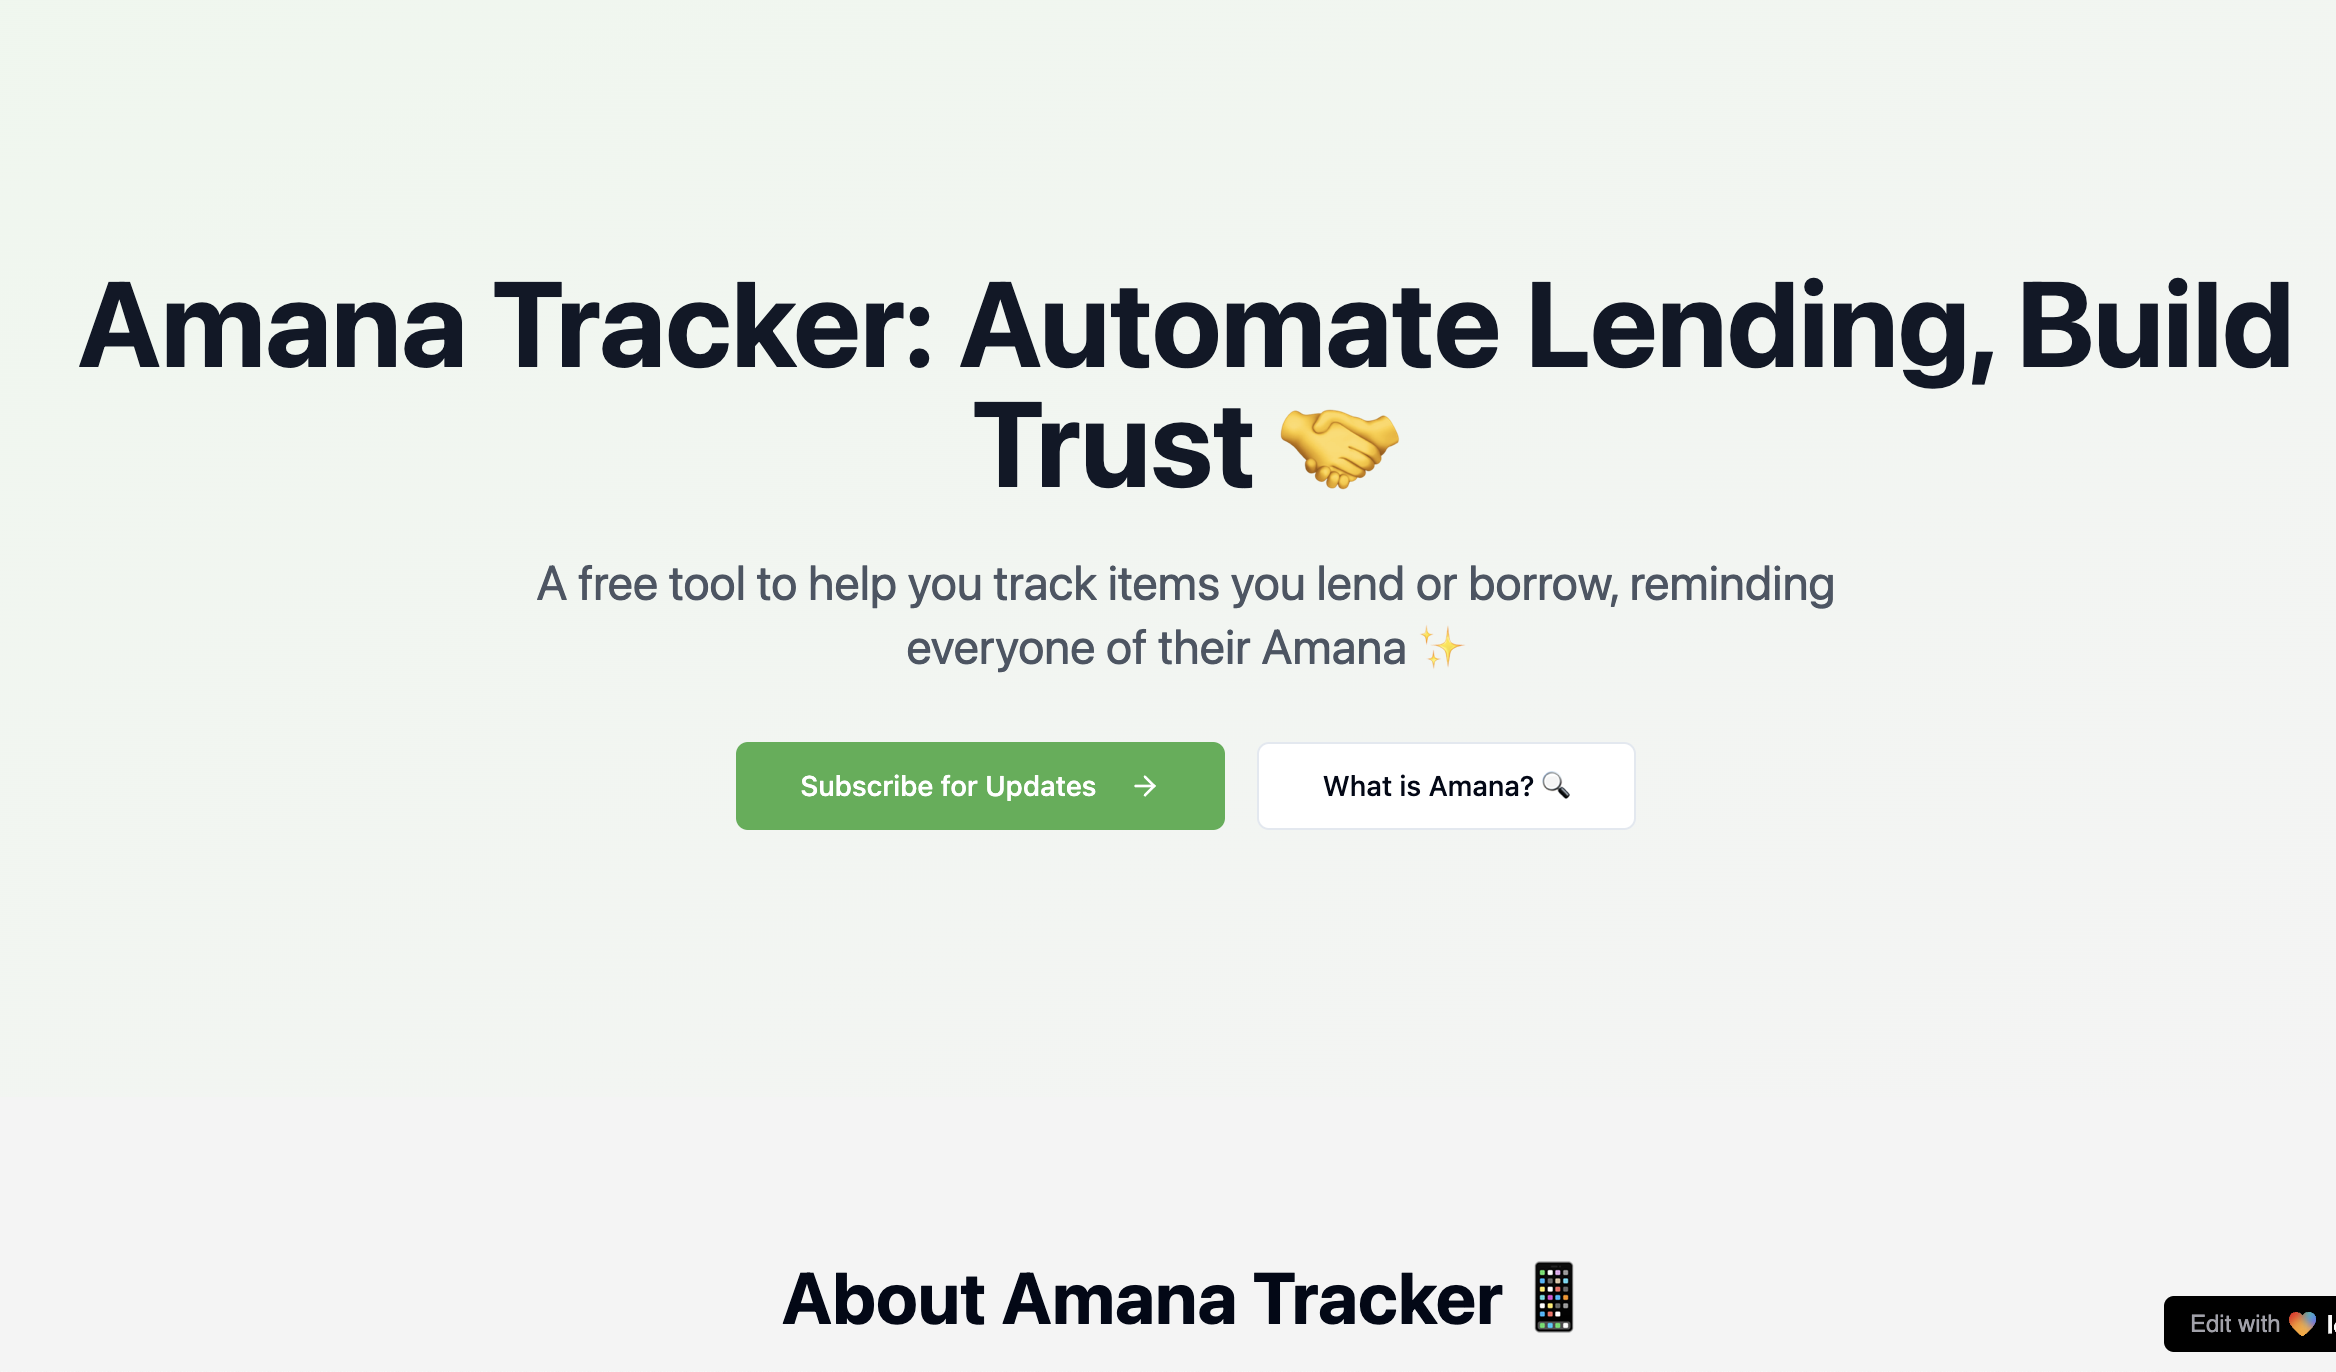 Amana Tracker: Automate Lending, Build
Trust 🤝
A free tool to help you track items you lend or borrow, reminding
everyone of their Amana ✨
Subscribe for Updates →
What is Amana? 🔍
About Amana Tracker 📱
Edit with